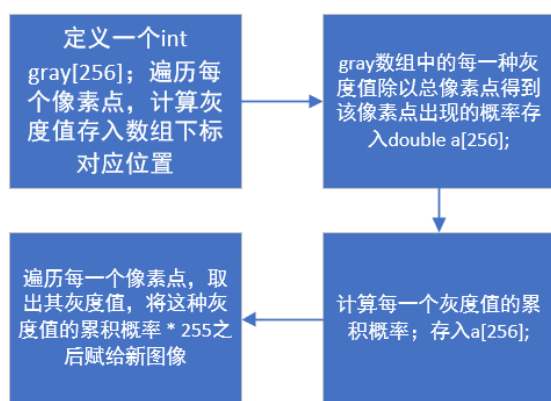 定义一个int
gray[256]；遍历每
个像素点，计算灰
度值存入数组下标
对应位置
gray数组中的每一种灰
度值除以总像素点得到
该像素点出现的概率存
入double a[256];
计算每一个灰度值的累
积概率；存入a[256];
遍历每一个像素点，取
出其灰度值，将这种灰
度值的累积概率 * 255之
后赋给新图像